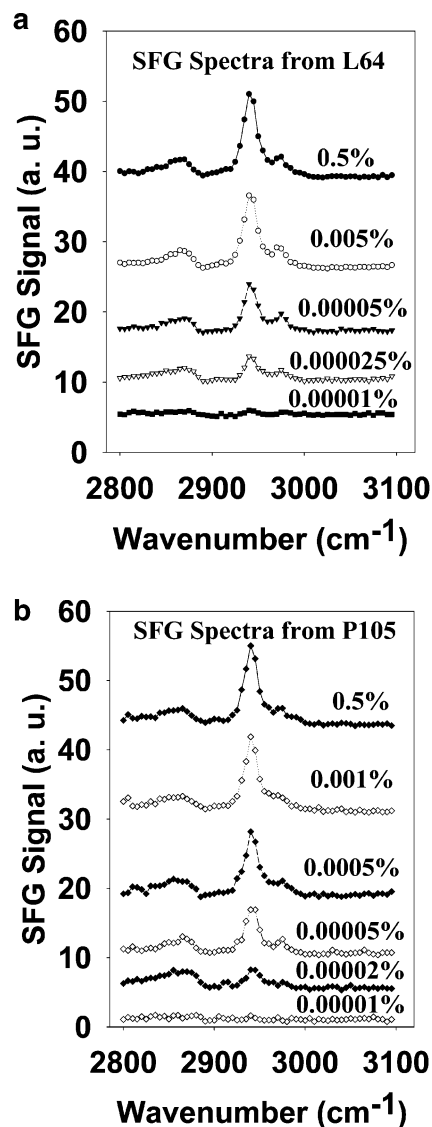 a
60
SFG Spectra from L64
50
0.5%
40
0.005%
30
0.00005%
20
0.000025%
10
0.00001%
0
SFG Signal (a. u.)
2800 2900 3000 3100
Wavenumber (cm-1)
b
60
SFG Spectra from P105
50
0.5%
40
0.001%
30
0.0005%
20
0.00005%
10
0.00002%
0.00001%
0
SFG Signal (a. u.)
2800 2900 3000 3100
Wavenumber (cm-1)